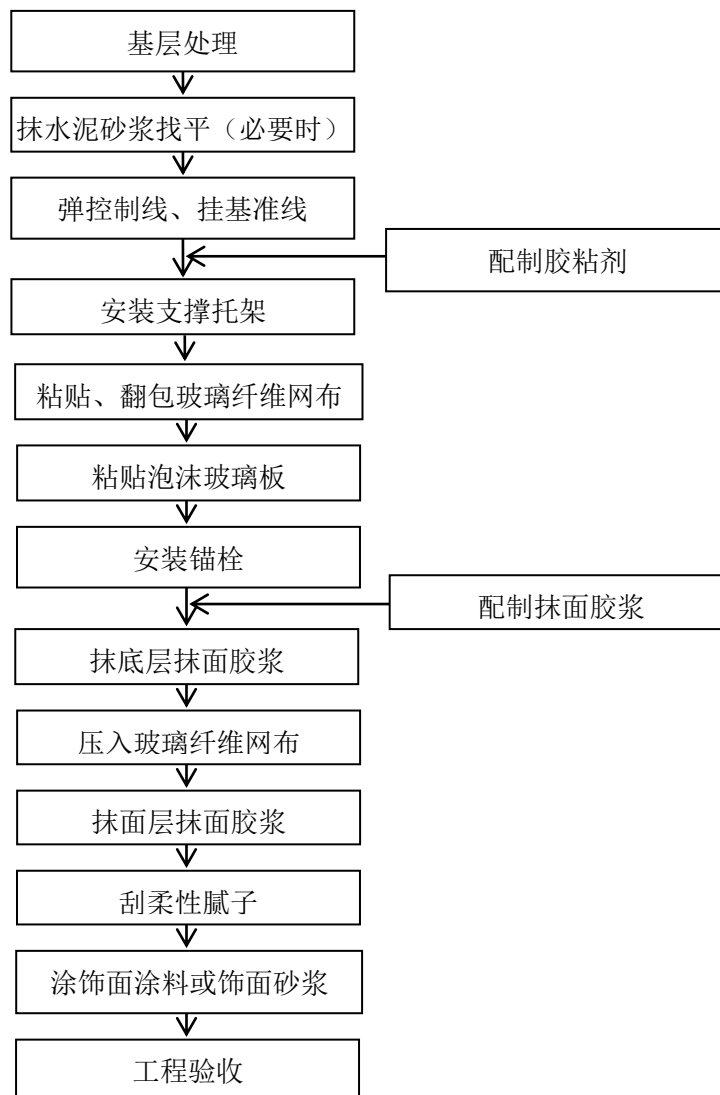 基层处理
抹水泥砂浆找平（必要时）
弹控制线、挂基准线
配制胶粘剂
安装支撑托架
粘贴、翻包玻璃纤维网布
粘贴泡沫玻璃板
安装锚栓
配制抹面胶浆
抹底层抹面胶浆
压入玻璃纤维网布
抹面层抹面胶浆
刮柔性腻子
涂饰面涂料或饰面砂浆
工程验收